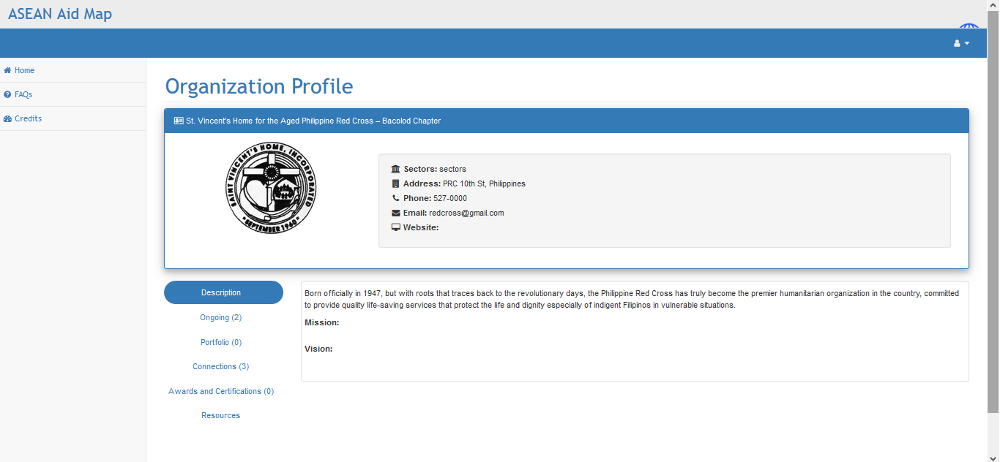 ASEAN Aid Map
Home
FAQs
Credits
Organization Profile
St. Vincent's Home for the Aged Philippine Red Cross – Bacolod Chapter
SAINT VINCENT'S HOME, INCORPORATED
· SEPTEMBER 1960 ·
Sectors: sectors
Address: PRC 10th St, Philippines
Phone: 527-0000
Email: redcross@gmail.com
Website:
Description
Ongoing (2)
Portfolio (0)
Connections (3)
Awards and Certifications (0)
Resources
Born officially in 1947, but with roots that traces back to the revolutionary days, the Philippine Red Cross has truly become the premier humanitarian organization in the country, committed
to provide quality life-saving services that protect the life and dignity especially of indigent Filipinos in vulnerable situations.
Mission:
Vision: